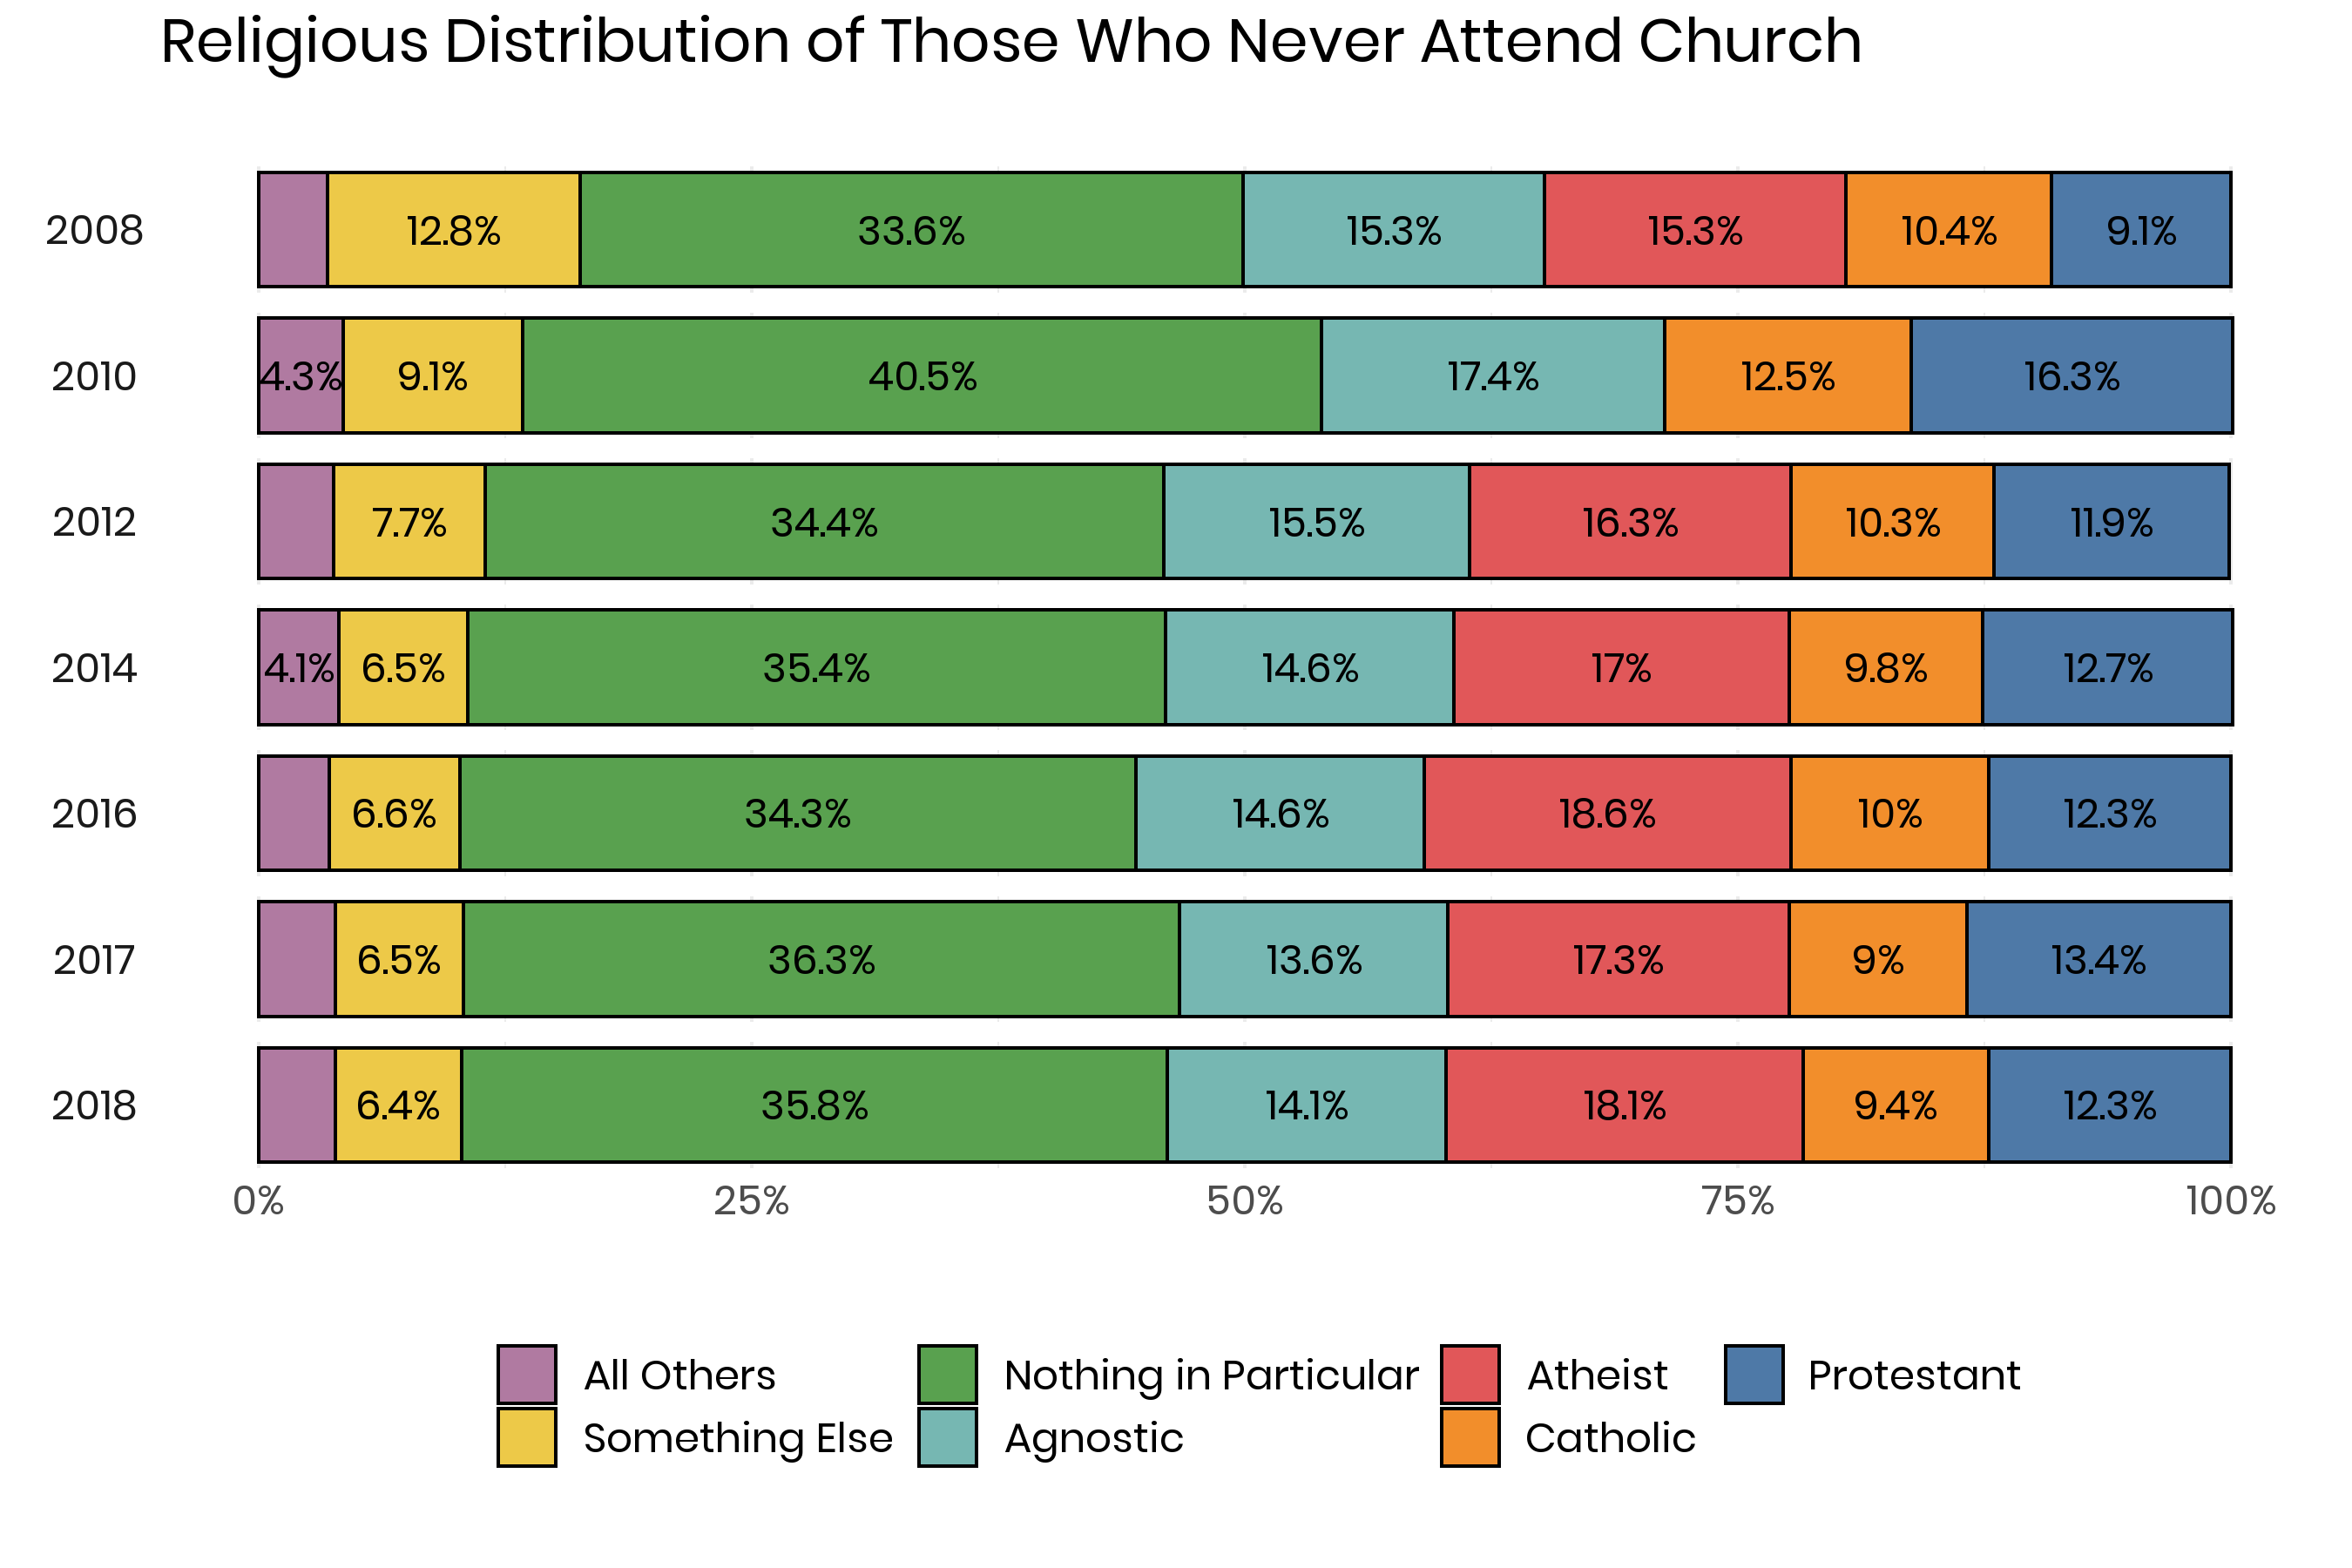 Religious Distribution of Those Who Never Attend Church
2008 12.8% 33.6% 15.3% 15.3% 10.4% 9.1%
2010 4.3% 9.1% 40.5% 17.4% 12.5% 16.3%
2012 7.7% 34.4% 15.5% 16.3% 10.3% 11.9%
2014 4.1% 6.5% 35.4% 14.6% 17% 9.8% 12.7%
2016 6.6% 34.3% 14.6% 18.6% 10% 12.3%
2017 6.5% 36.3% 13.6% 17.3% 9% 13.4%
2018 6.4% 35.8% 14.1% 18.1% 9.4% 12.3%
0% 25% 50% 75% 100%
All Others Nothing in Particular Atheist Protestant
Something Else Agnostic Catholic